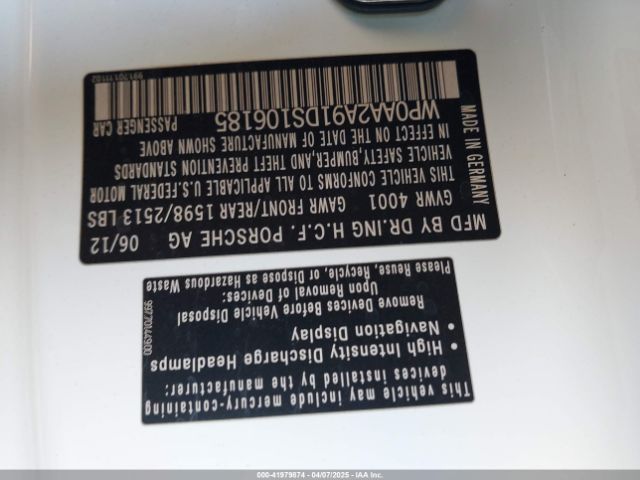 This vehicle may include mercury-containing
devices installed by the manufacturer:
• High Intensity Discharge Headlamps
• Navigation Display
Remove Devices Before Vehicle Disposal
Upon Removal of Devices:
Please Reuse, Recycle, or Dispose as Hazardous Waste
99770144900
MFD BY DR.ING H.C.F. PORSCHE AG
06/12
GVWR 4001
GAWR FRONT/REAR 1598/2513 LBS
THIS VEHICLE CONFORMS TO ALL APPLICABLE U.S.FEDERAL MOTOR
VEHICLE SAFETY,BUMPER,AND THEFT PREVENTION STANDARDS
IN EFFECT ON THE DATE OF MANUFACTURE SHOWN ABOVE
MADE IN GERMANY
WP0AA2A91DS106185
PASSENGER CAR
99170111102
000-41979874 | 04/07/2025 - Copyright © IAA, Inc.